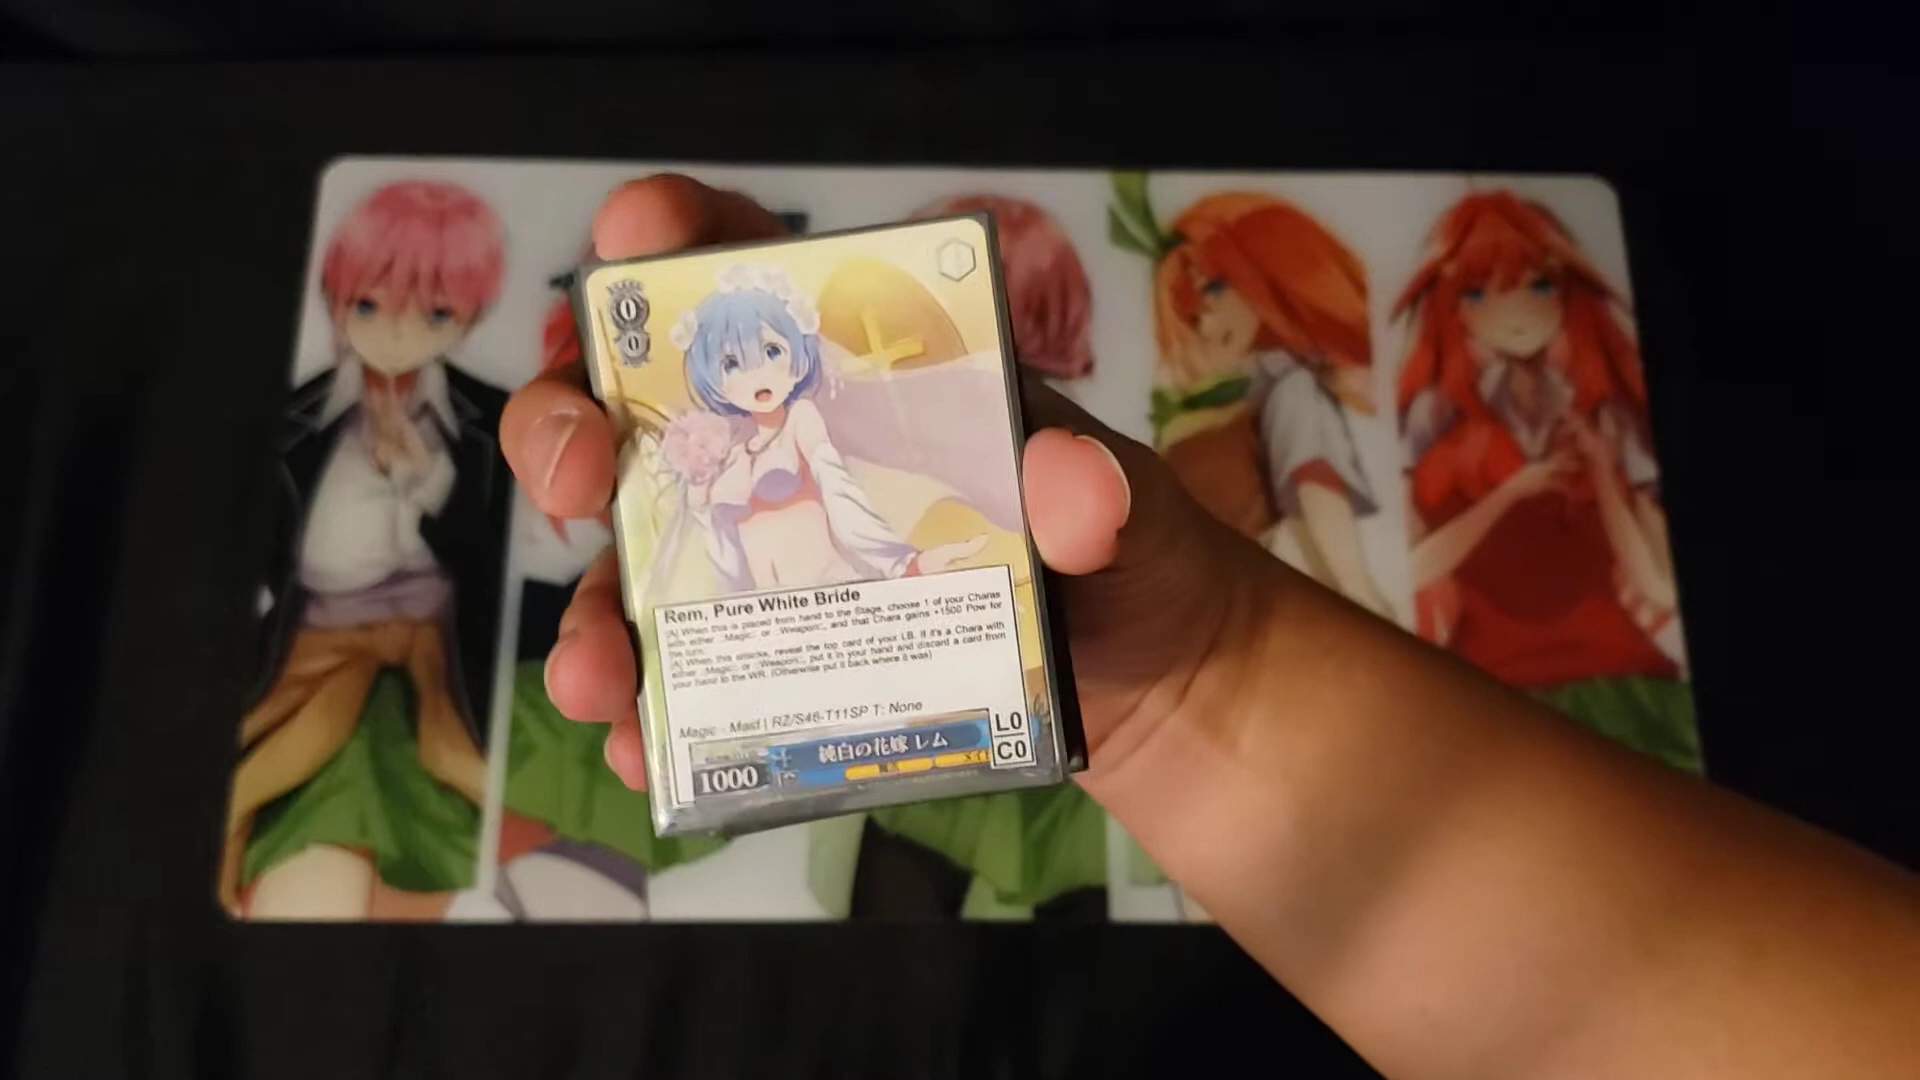 0
0
Rem, Pure White Bride
[A] When this is placed from hand to the Stage, choose 1 of your Charas
with either ::Magic:: or ::Weapon::, and that Chara gains +1500 Pow for
the turn.
[A] When this attacks, reveal the top card of your LB. If it's a Chara with
either ::Magic:: or ::Weapon::, put it in your hand and discard a card from
your hand to the WR. (Otherwise put it back where it was)
Magic - Maid | RZ/S46-T11SP T: None
L0
C0
純白の花嫁 レム
1000